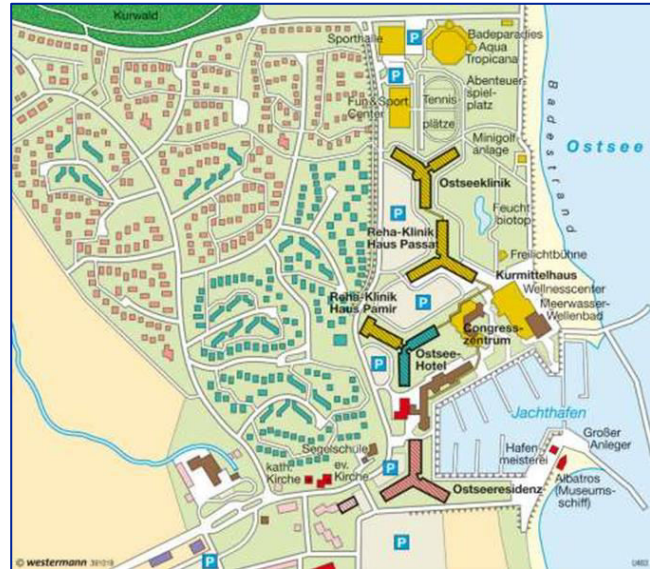 Kurwald
Sporthalle
P
Badeparadies
Aqua
Tropicana
P
Fun & Sport
Center
Tennis
plätze
Abenteuer
spiel-
platz
Minigolf
anlage
Badestrand
Ostsee
Ostseeklinik
P
Reha-Klinik
Haus Passat
Feucht
biotop
Freilichtbühne
Kurmittelhaus
Wellnesscenter
Meerwasser-
Wellenbad
P
Reha-Klinik
Haus Pamir
Congress-
zentrum
Ostsee-
Hotel
P
Jachthafen
Segelschule
kath.
Kirche
ev.
Kirche
P
Hafen
meisterei
Großer
Anleger
Albatros
(Museums-
schiff)
Ostseeresidenz
P
P
© westermann